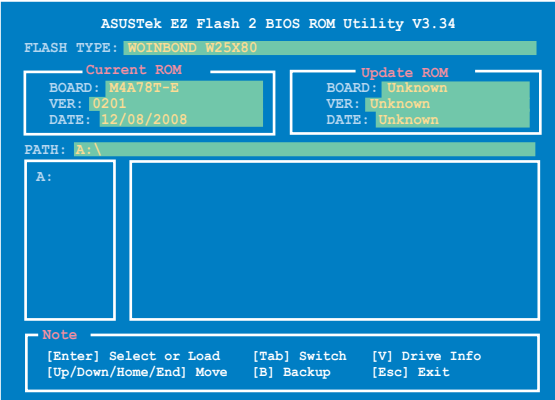 ASUSTek EZ Flash 2 BIOS ROM Utility V3.34
FLASH TYPE: WOINBOND W25X80
Current ROM
BOARD: M4A78T-E
VER: 0201
DATE: 12/08/2008
Update ROM
BOARD: Unknown
VER: Unknown
DATE: Unknown
PATH: A:\
A:
Note
[Enter] Select or Load [Tab] Switch [V] Drive Info
[Up/Down/Home/End] Move [B] Backup [Esc] Exit